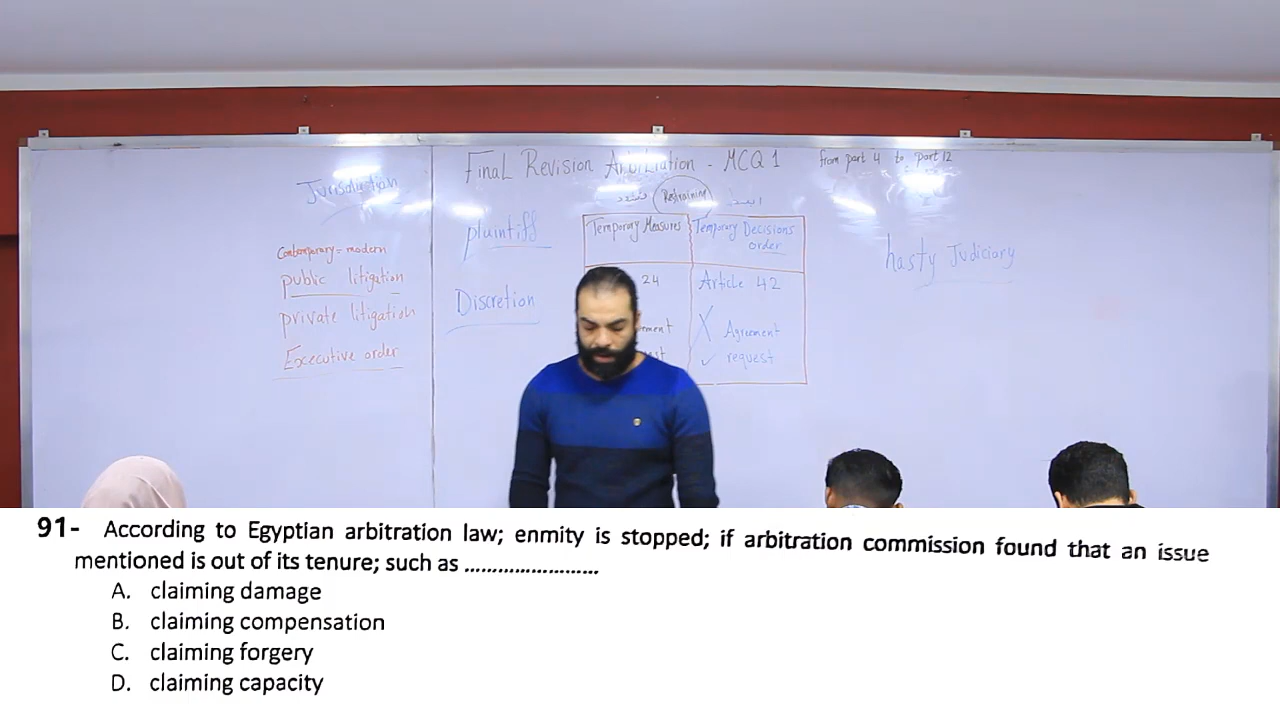 Final Revision Arbitration - MCQ 1 from part 4 to part 12
Jurisdiction
Contemporary = modern
public litigation
private litigation
Excecutive order
plaintiff
Discretion
Restraining
Temporary Measures
24
Temporary Decisions
order
Article 42
X Agreement
✓ request
hasty Judiciary
91- According to Egyptian arbitration law; enmity is stopped; if arbitration commission found that an issue
mentioned is out of its tenure; such as ........................
A. claiming damage
B. claiming compensation
C. claiming forgery
D. claiming capacity